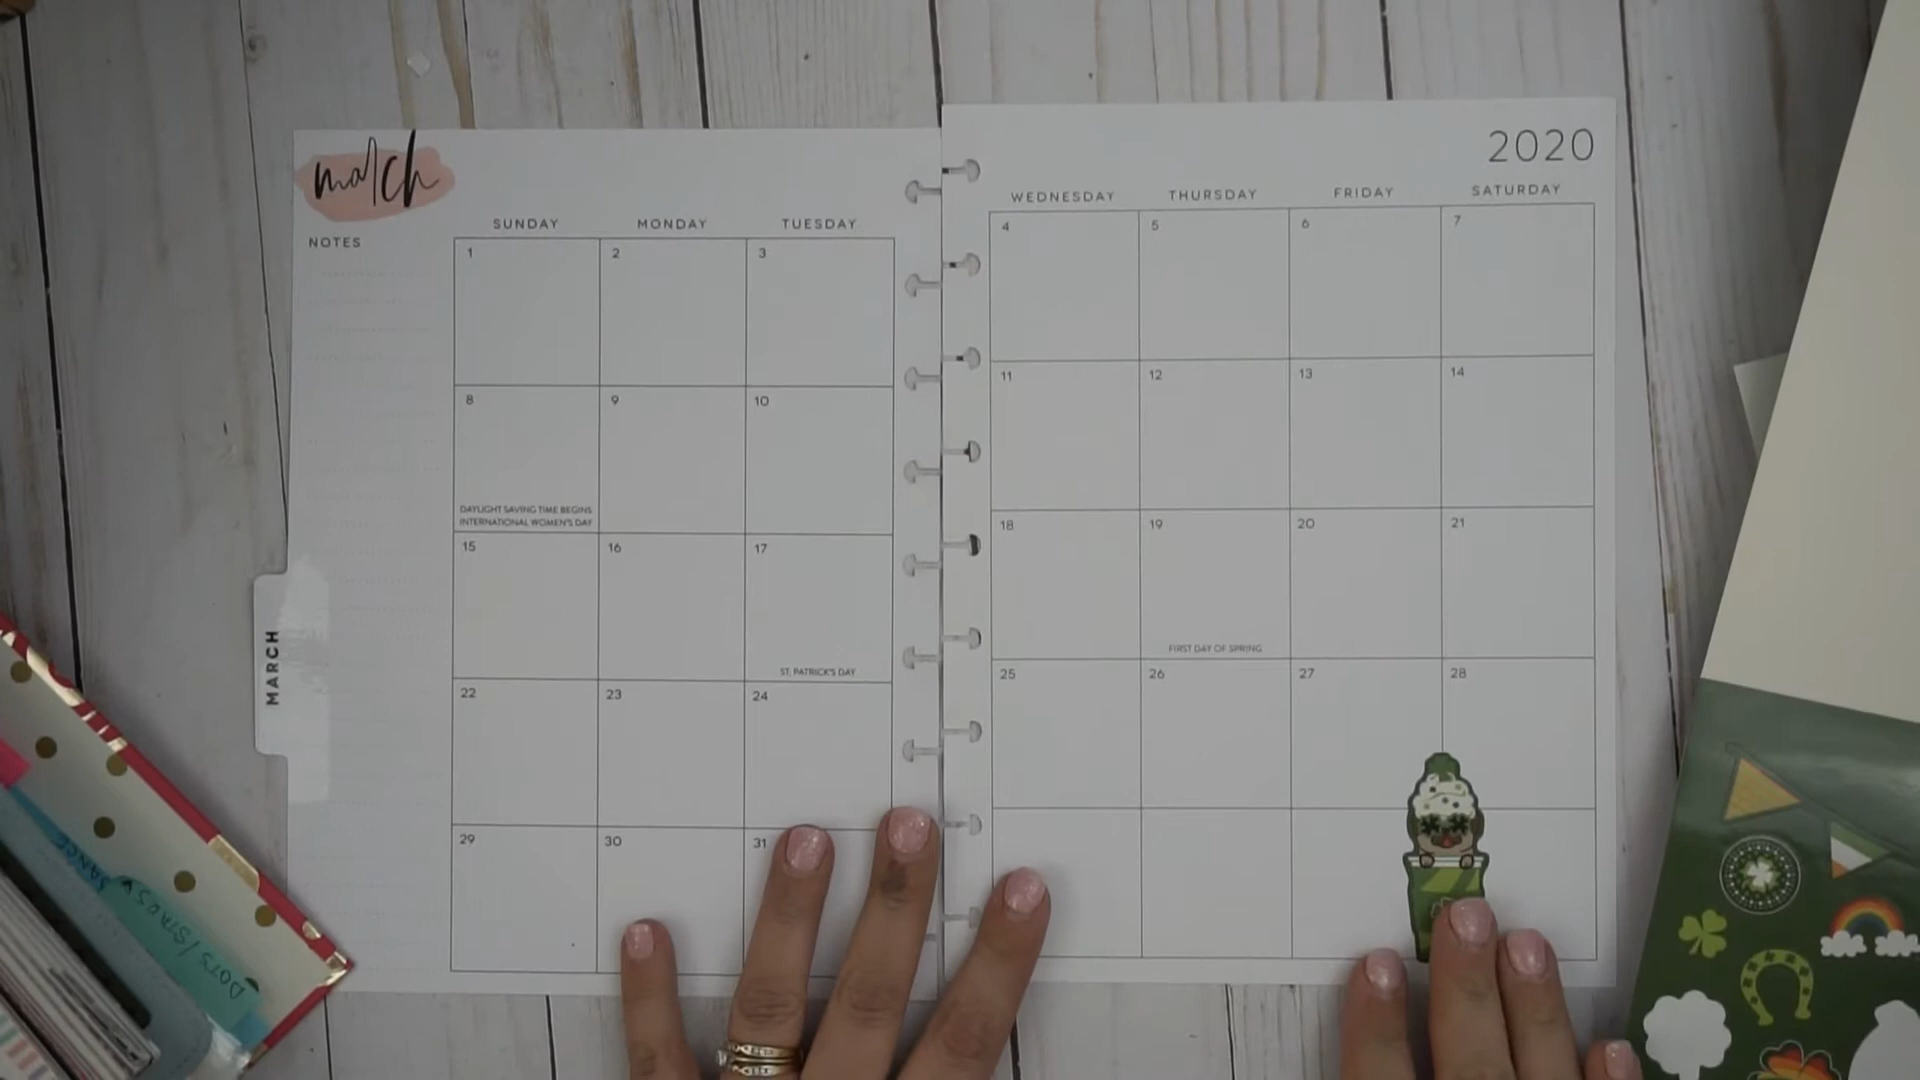 march
2020
NOTES
SUNDAY MONDAY TUESDAY WEDNESDAY THURSDAY FRIDAY SATURDAY
1 2 3 4 5 6 7
8 9 10 11 12 13 14
DAYLIGHT SAVING TIME BEGINS
INTERNATIONAL WOMEN'S DAY
15 16 17 18 19 20 21
ST. PATRICK'S DAY
FIRST DAY OF SPRING
22 23 24 25 26 27 28
29 30 31
MARCH
DOTS/STARS